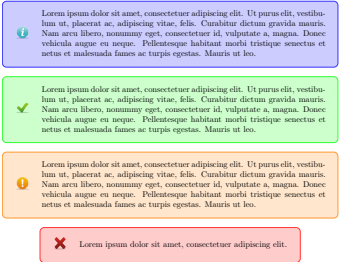 Lorem ipsum dolor sit amet, consectetuer adipiscing elit. Ut purus elit, vestibu-
lum ut, placerat ac, adipiscing vitae, felis. Curabitur dictum gravida mauris.
Nam arcu libero, nonummy eget, consectetuer id, vulputate a, magna. Donec
vehicula augue eu neque. Pellentesque habitant morbi tristique senectus et
netus et malesuada fames ac turpis egestas. Mauris ut leo.
Lorem ipsum dolor sit amet, consectetuer adipiscing elit. Ut purus elit, vestibu-
lum ut, placerat ac, adipiscing vitae, felis. Curabitur dictum gravida mauris.
Nam arcu libero, nonummy eget, consectetuer id, vulputate a, magna. Donec
vehicula augue eu neque. Pellentesque habitant morbi tristique senectus et
netus et malesuada fames ac turpis egestas. Mauris ut leo.
Lorem ipsum dolor sit amet, consectetuer adipiscing elit. Ut purus elit, vestibu-
lum ut, placerat ac, adipiscing vitae, felis. Curabitur dictum gravida mauris.
Nam arcu libero, nonummy eget, consectetuer id, vulputate a, magna. Donec
vehicula augue eu neque. Pellentesque habitant morbi tristique senectus et
netus et malesuada fames ac turpis egestas. Mauris ut leo.
Lorem ipsum dolor sit amet, consectetuer adipiscing elit.